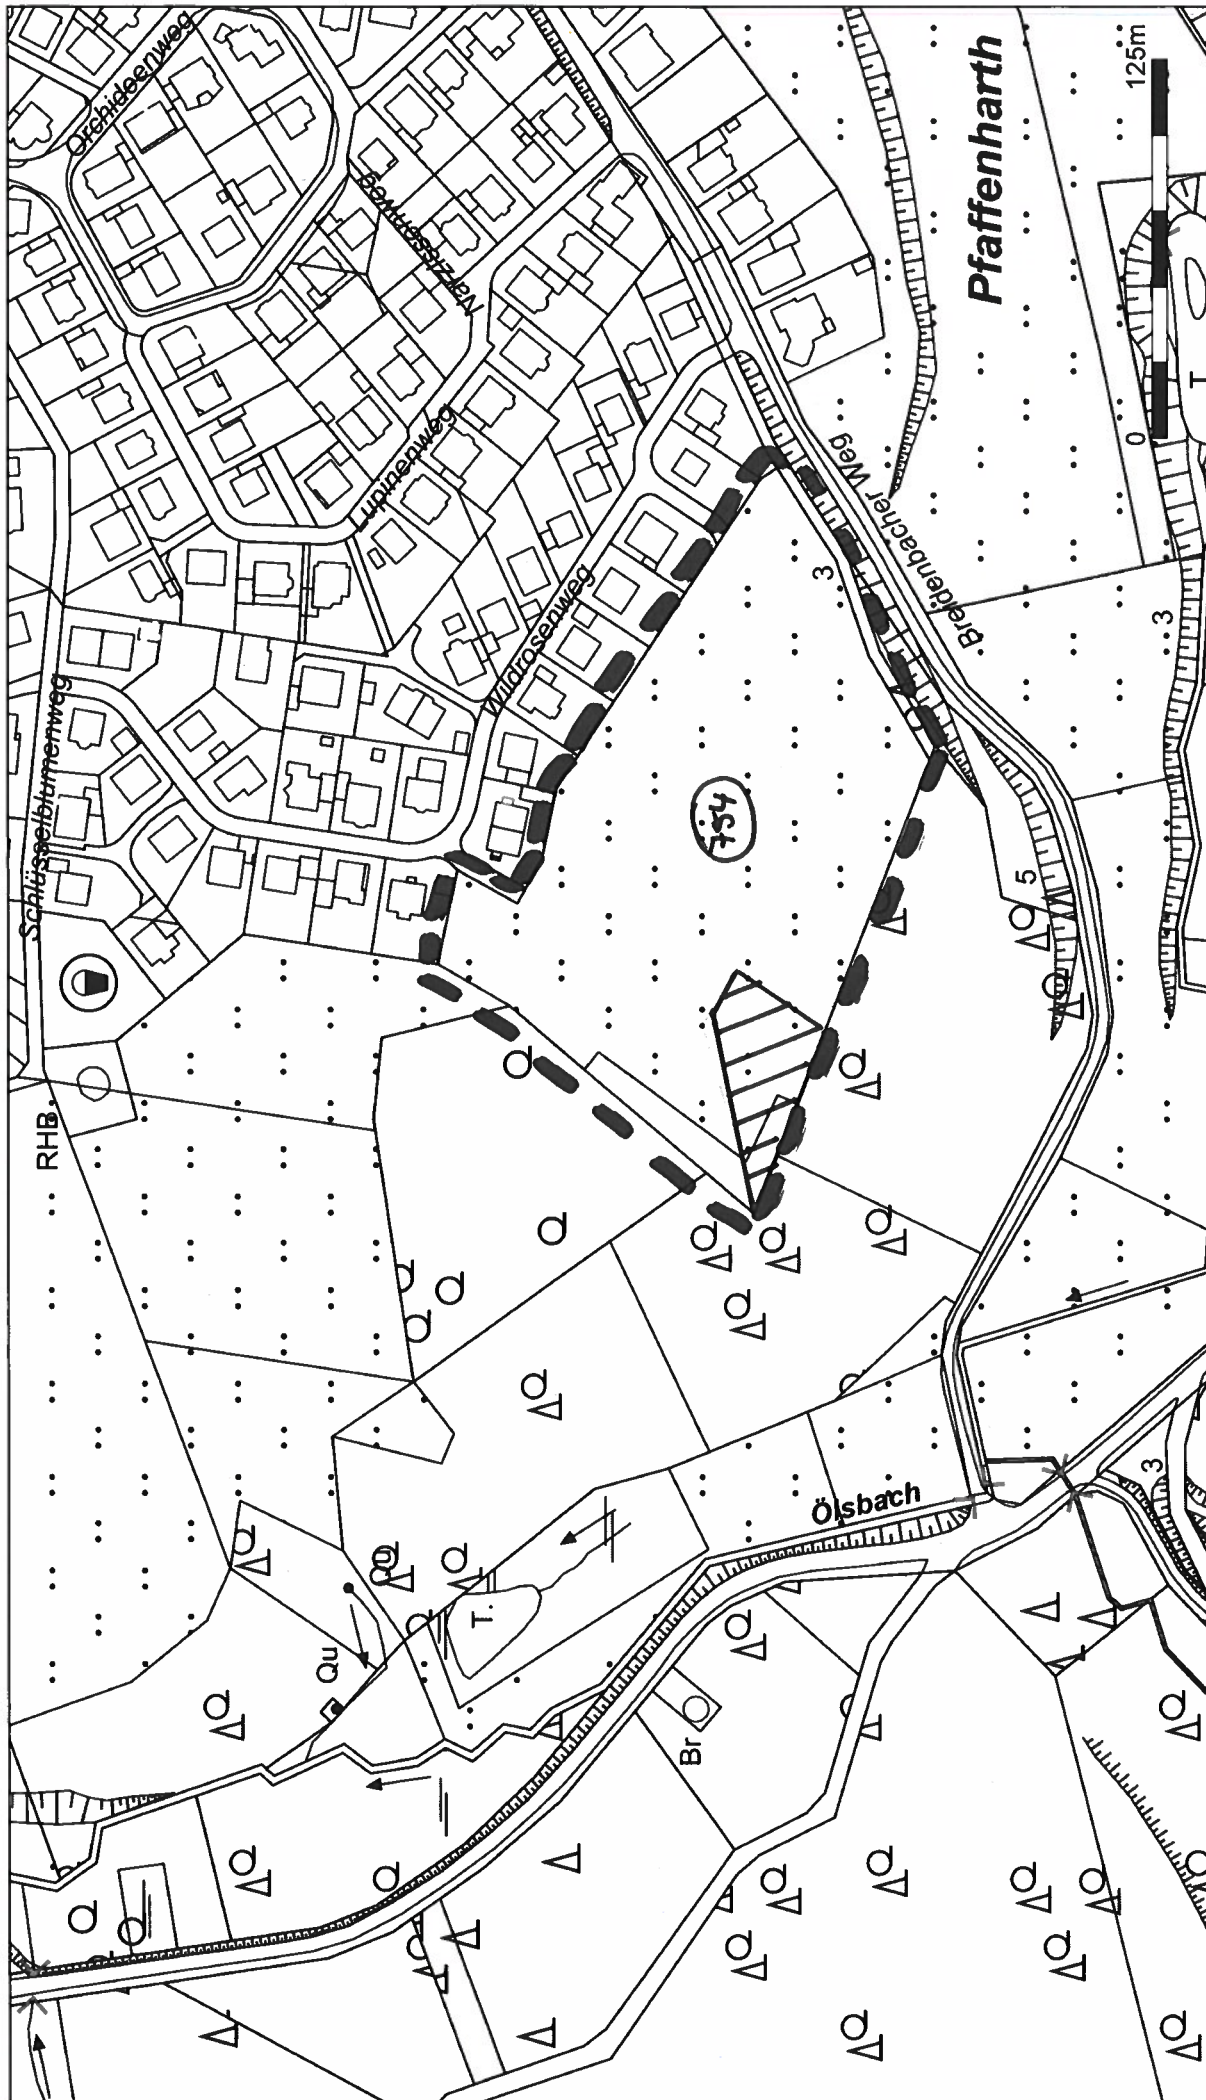 Orchideenweg
Narzissenweg
Lupinenweg
Wildrosenweg
Schlüsselblumenweg
Breidenbacher Weg
Pfaffenharth
125m
0
T
3
3
754
5
RHB
Ölsbach
3
Qu
T.
Qu
Br